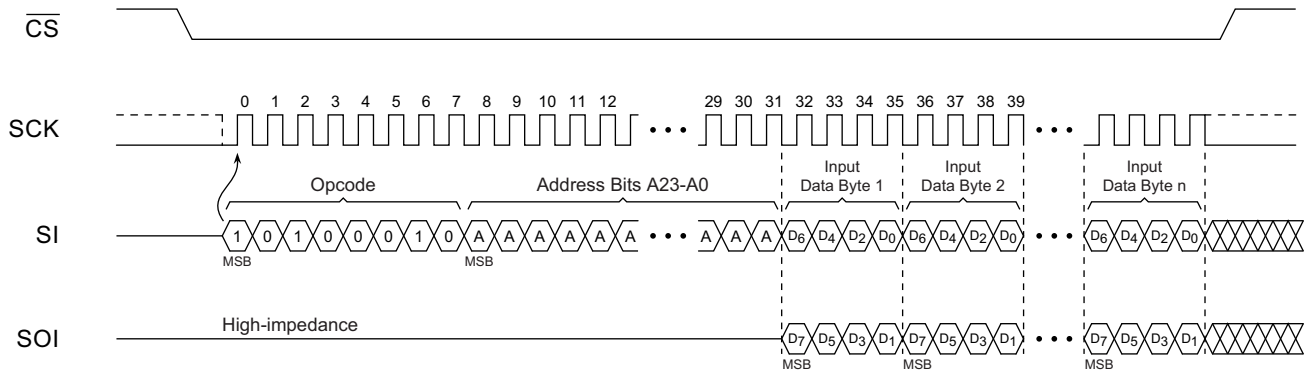 CS
0 1 2 3 4 5 6 7 8 9 10 11 12 29 30 31 32 33 34 35 36 37 38 39
SCK
Opcode
Address Bits A23-A0
Input
Data Byte 1
Input
Data Byte 2
Input
Data Byte n
SI
1 0 1 0 0 0 1 0 A A A A A A A A A D6 D4 D2 D0 D6 D4 D2 D0 D6 D4 D2 D0
MSB MSB
High-impedance
SOI
D7 D5 D3 D1 D7 D5 D3 D1 D7 D5 D3 D1
MSB MSB MSB